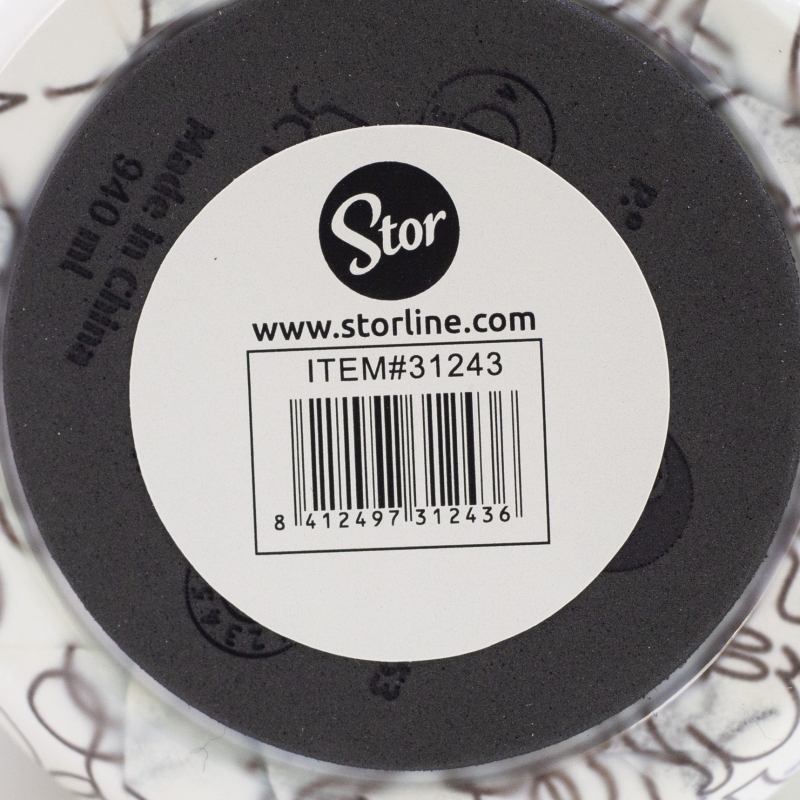 Stor
www.storline.com
ITEM#31243
8 412497 312436
Made in China
940 ml